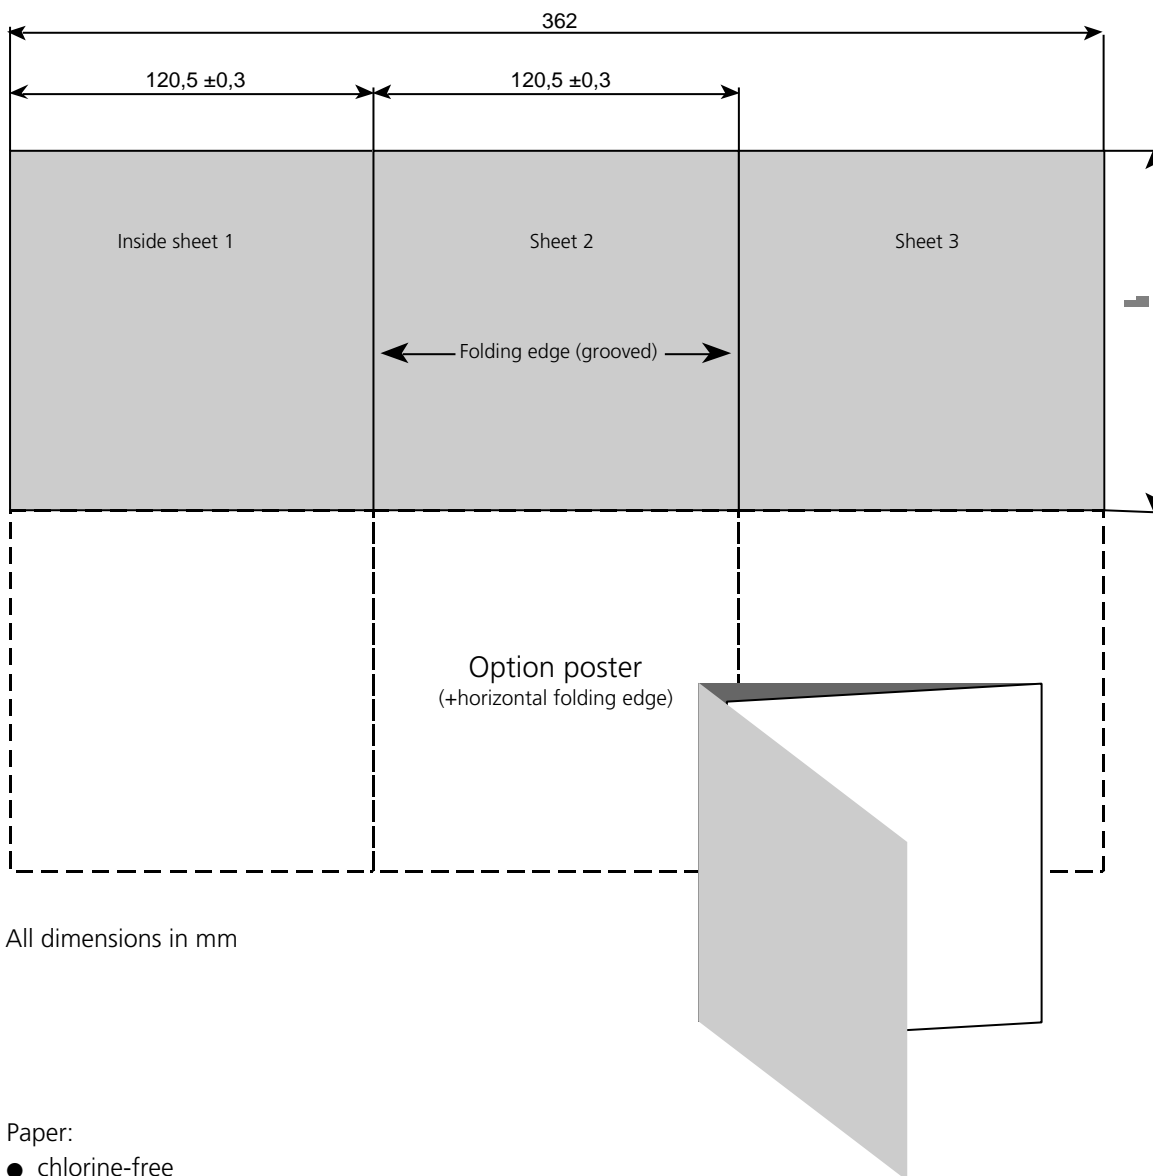 362
120,5 ±0,3 120,5 ±0,3
Inside sheet 1 Sheet 2 Sheet 3
Folding edge (grooved)
Option poster
(+horizontal folding edge)
All dimensions in mm
Paper:
● chlorine-free